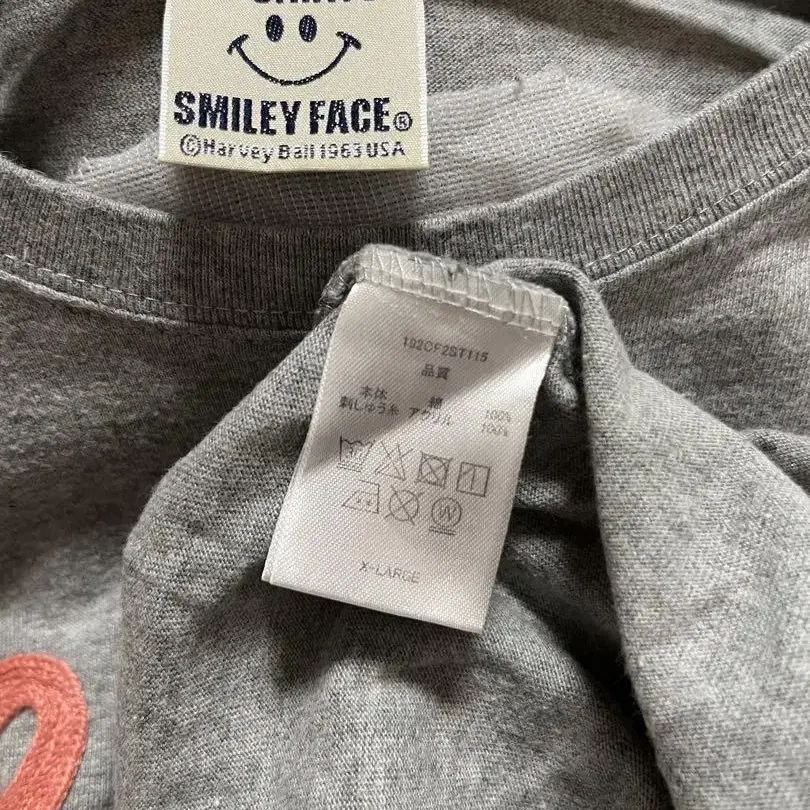 SMILEY FACE®
©Harvey Ball 1963 USA
192CF2ST115
品質
本体 綿 100%
刺しゅう糸 アクリル 100%
X-LARGE